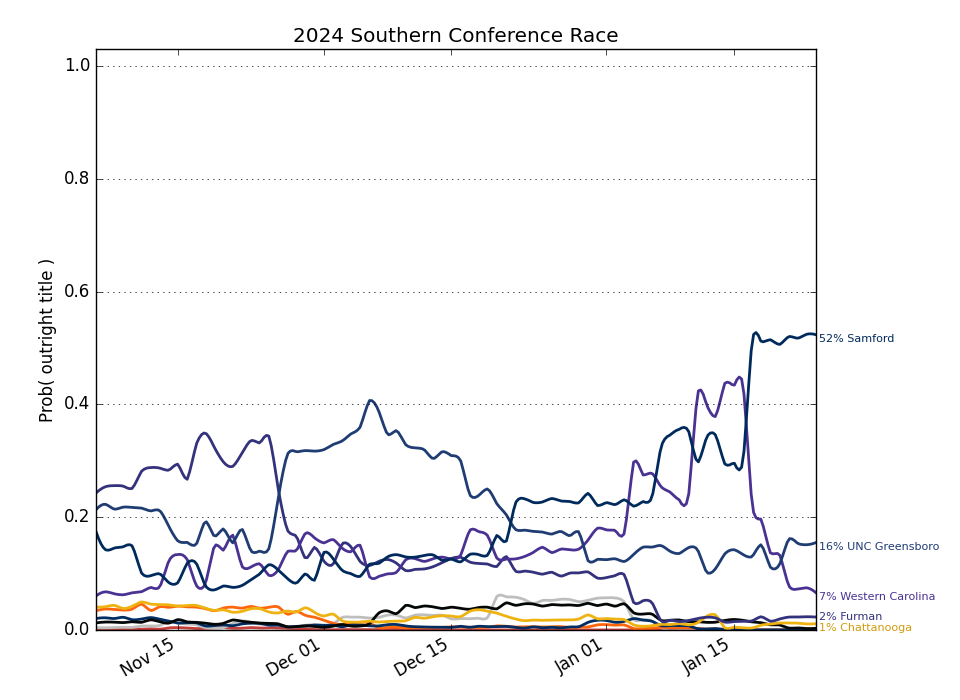 2024 Southern Conference Race
1.0
0.8
0.6
0.4
0.2
0.0
Prob( outright title )
52% Samford
16% UNC Greensboro
7% Western Carolina
2% Furman
1% Chattanooga
Nov 15
Dec 01
Dec 15
Jan 01
Jan 15